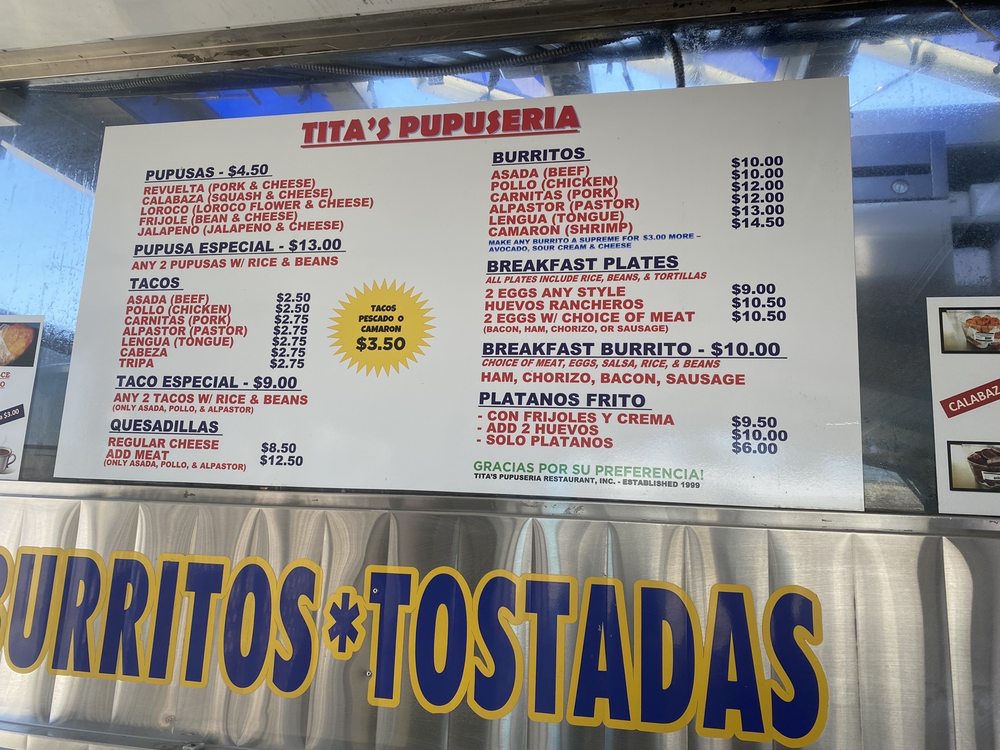 TITA'S PUPUSERIA
PUPUSAS - $4.50
REVUELTA (PORK & CHEESE)
CALABAZA (SQUASH & CHEESE)
LOROCO (LOROCO FLOWER & CHEESE)
FRIJOLE (BEAN & CHEESE)
JALAPENO (JALAPENO & CHEESE)
PUPUSA ESPECIAL - $13.00
ANY 2 PUPUSAS W/ RICE & BEANS
TACOS
ASADA (BEEF) $2.50
POLLO (CHICKEN) $2.50
CARNITAS (PORK) $2.75
ALPASTOR (PASTOR) $2.75
LENGUA (TONGUE) $2.75
CABEZA $2.75
TRIPA $2.75
TACOS
PESCADO O
CAMARON
$3.50
TACO ESPECIAL - $9.00
ANY 2 TACOS W/ RICE & BEANS
(ONLY ASADA, POLLO, & ALPASTOR)
QUESADILLAS
REGULAR CHEESE $8.50
ADD MEAT $12.50
(ONLY ASADA, POLLO, & ALPASTOR)
BURRITOS
ASADA (BEEF) $10.00
POLLO (CHICKEN) $10.00
CARNITAS (PORK) $12.00
ALPASTOR (PASTOR) $12.00
LENGUA (TONGUE) $13.00
CAMARON (SHRIMP) $14.50
MAKE ANY BURRITO A SUPREME FOR $3.00 MORE –
AVOCADO, SOUR CREAM & CHEESE
BREAKFAST PLATES
ALL PLATES INCLUDE RICE, BEANS, & TORTILLAS
2 EGGS ANY STYLE $9.00
HUEVOS RANCHEROS $10.50
2 EGGS W/ CHOICE OF MEAT $10.50
(BACON, HAM, CHORIZO, OR SAUSAGE)
BREAKFAST BURRITO - $10.00
CHOICE OF MEAT, EGGS, SALSA, RICE, & BEANS
HAM, CHORIZO, BACON, SAUSAGE
PLATANOS FRITO
- CON FRIJOLES Y CREMA $9.50
- ADD 2 HUEVOS $10.00
- SOLO PLATANOS $6.00
GRACIAS POR SU PREFERENCIA!
TITA'S PUPUSERIA RESTAURANT, INC. - ESTABLISHED 1999
$3.00
CALABAZ
BURRITOS*TOSTADAS